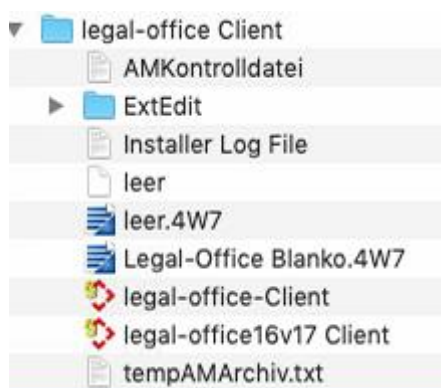 legal-office Client
AMKontrolldatei
ExtEdit
Installer Log File
leer
leer.4W7
Legal-Office Blanko.4W7
legal-office-Client
legal-office16v17 Client
tempAMArchiv.txt